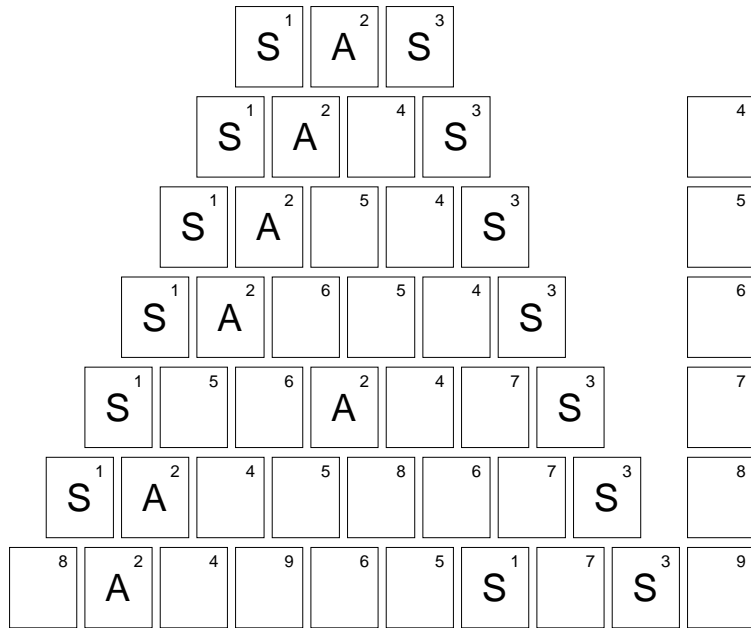 S 1 A 2 S 3
S 1 A 2 4 S 3 4
S 1 A 2 5 4 S 3 5
S 1 A 2 6 5 4 S 3 6
S 1 5 6 A 2 4 7 S 3 7
S 1 A 2 4 5 8 6 7 S 3 8
8 A 2 4 9 6 5 S 1 7 S 3 9